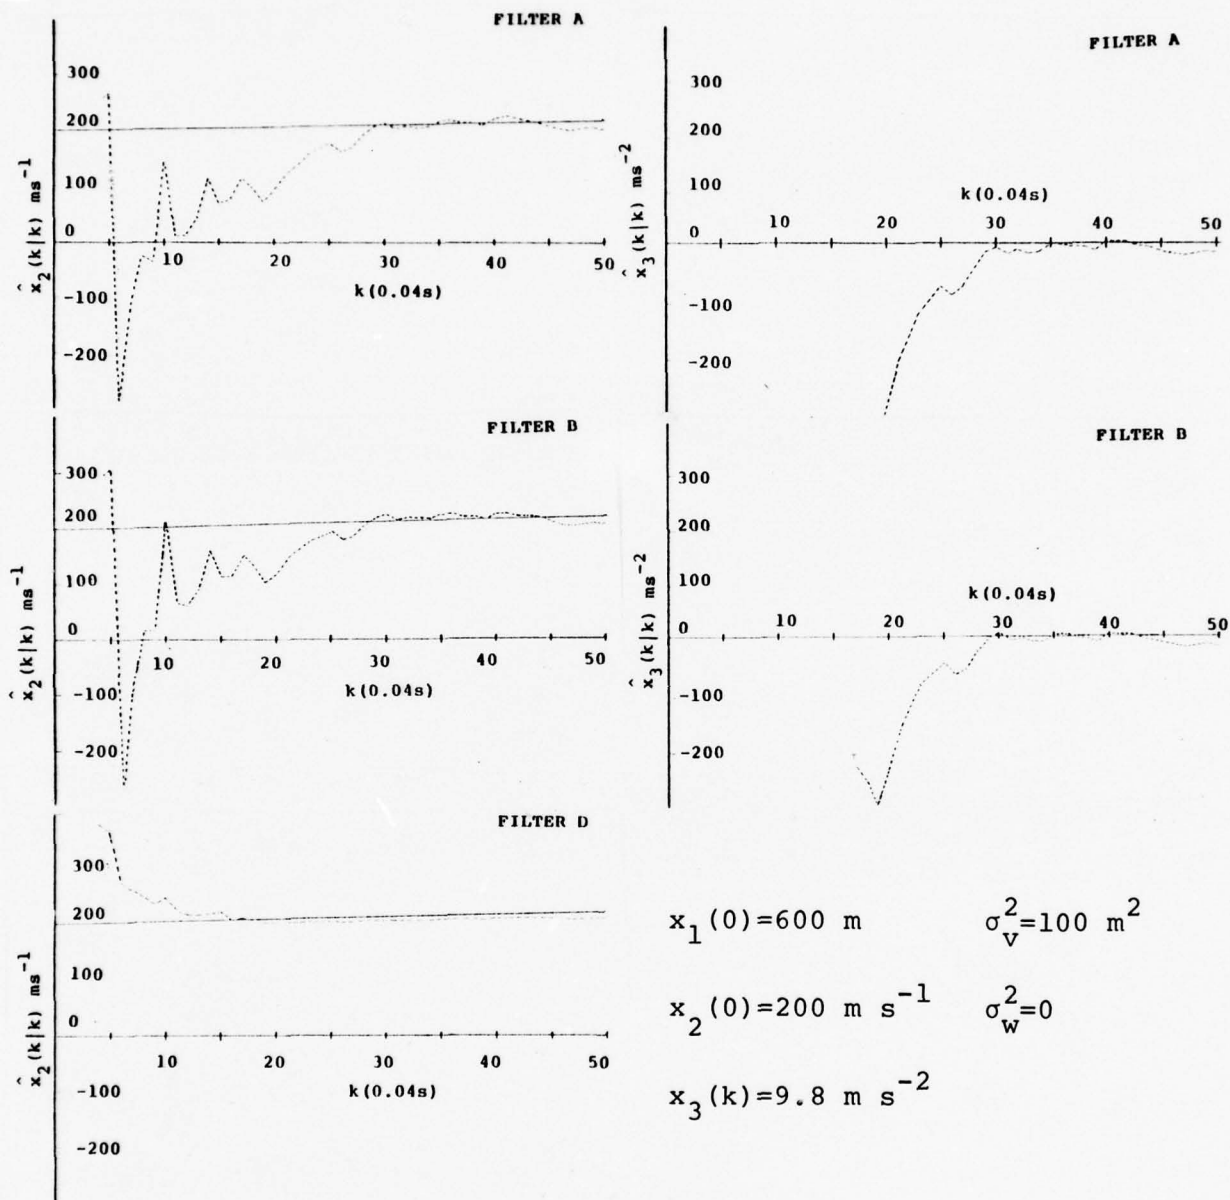 FILTER A
300
200
100
0
-100
-200
10 20 30 40 50
k(0.04s)
x̂₂(k|k) ms⁻¹
FILTER A
300
200
100
0
-100
-200
10 20 30 40 50
k(0.04s)
x̂₃(k|k) ms⁻²
FILTER B
300
200
100
0
-100
-200
10 20 30 40 50
k(0.04s)
x̂₂(k|k) ms⁻¹
FILTER B
300
200
100
0
-100
-200
10 20 30 40 50
k(0.04s)
x̂₃(k|k) ms⁻²
FILTER D
300
200
100
0
-100
-200
10 20 30 40 50
k(0.04s)
x̂₂(k|k) ms⁻¹
x₁(0)=600 m σ²ᵥ=100 m²
x₂(0)=200 m s⁻¹ σ²w=0
x₃(k)=9.8 m s⁻²